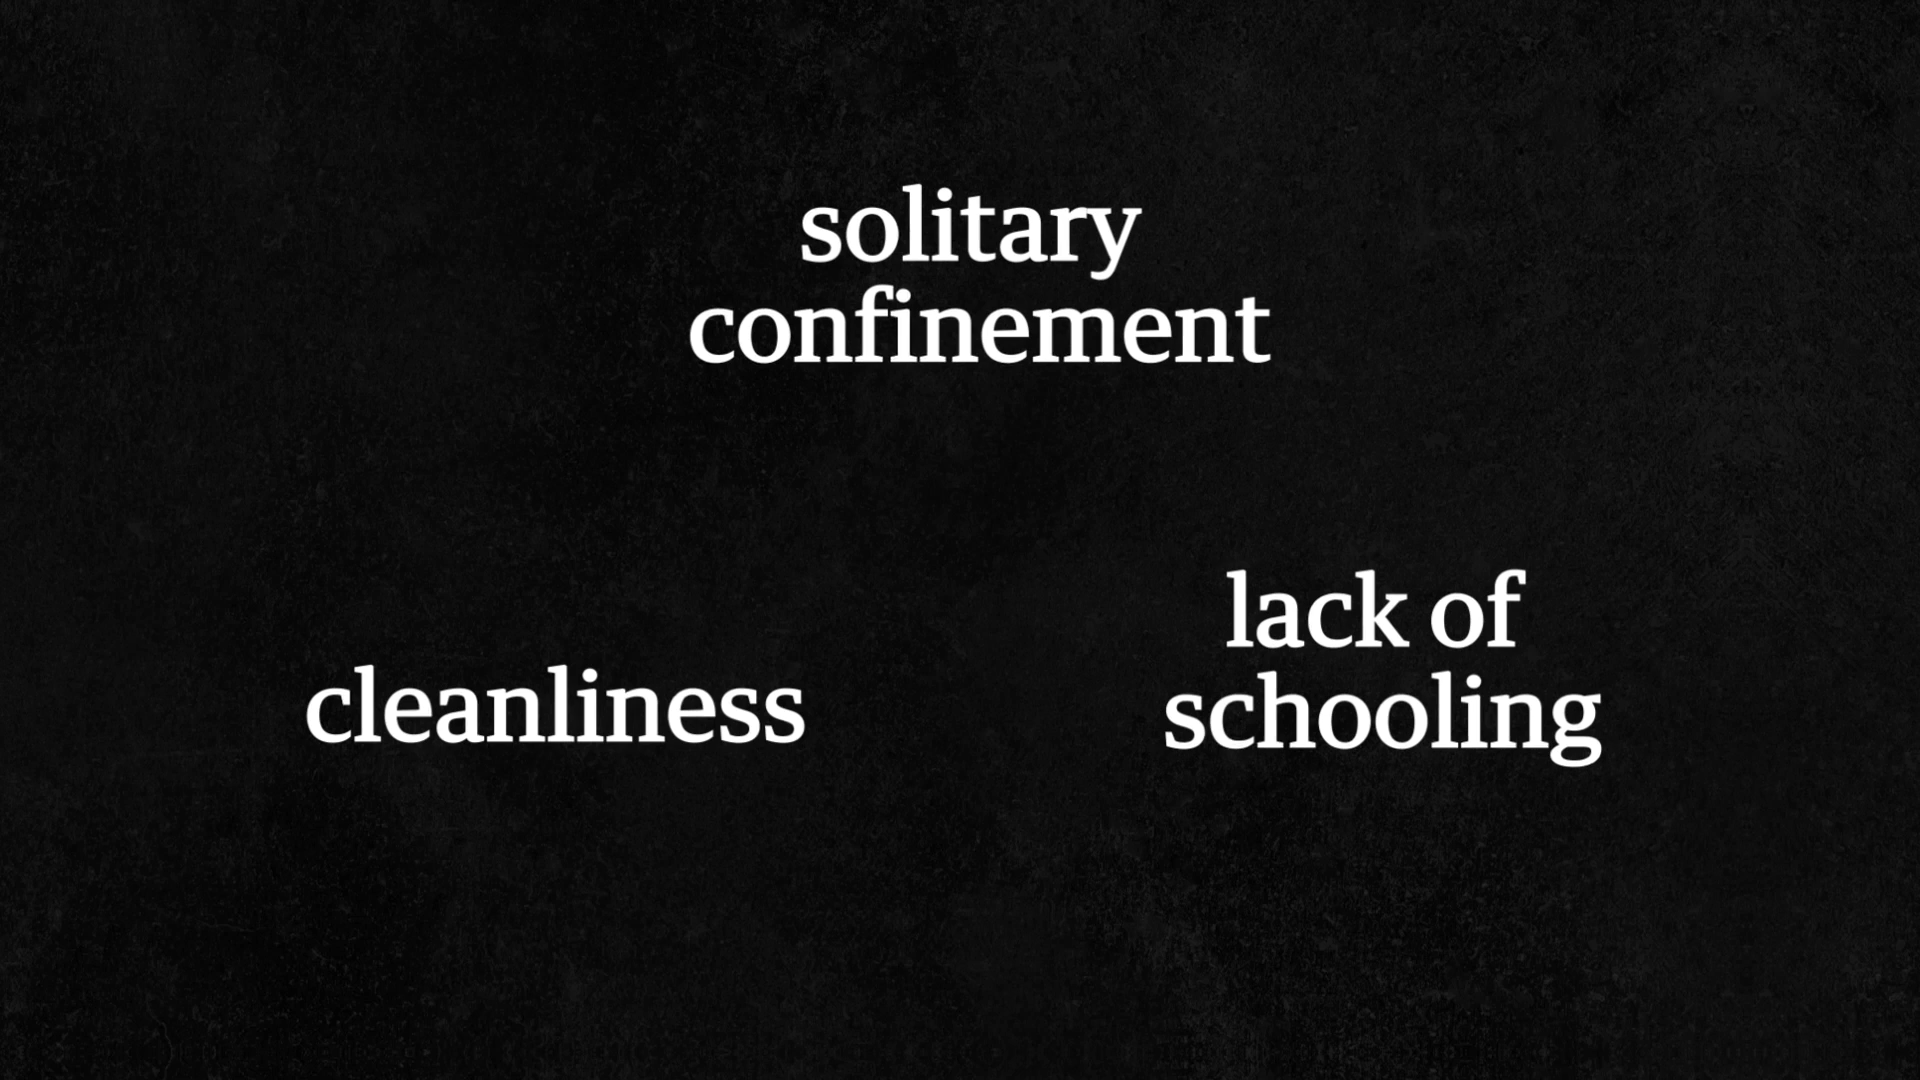 solitary
confinement
cleanliness
lack of
schooling